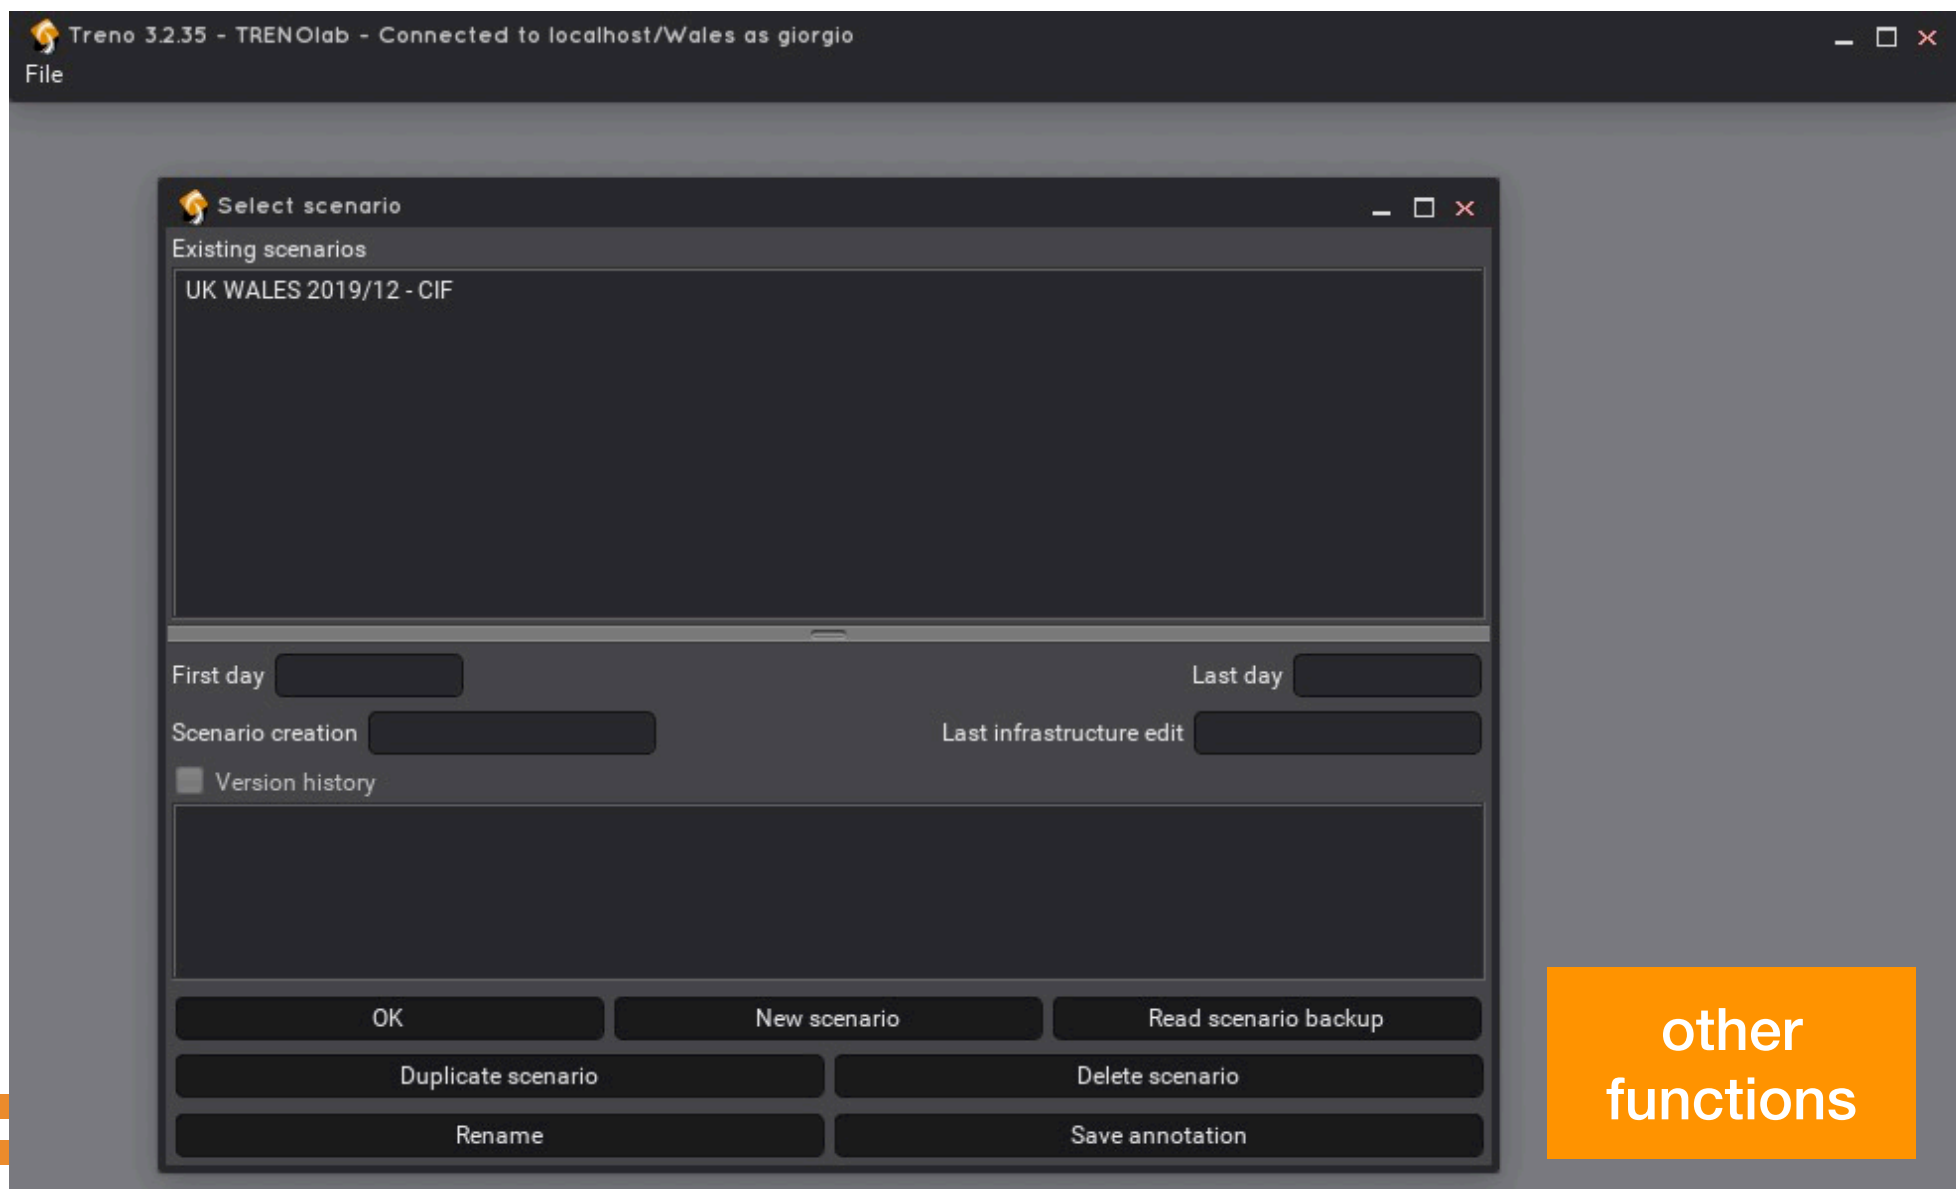 Treno 3.2.35 - TRENOlab - Connected to localhost/Wales as giorgio
File
Select scenario
Existing scenarios
UK WALES 2019/12 - CIF
First day
Last day
Scenario creation
Last infrastructure edit
Version history
OK
New scenario
Read scenario backup
Duplicate scenario
Delete scenario
Rename
Save annotation
other
functions